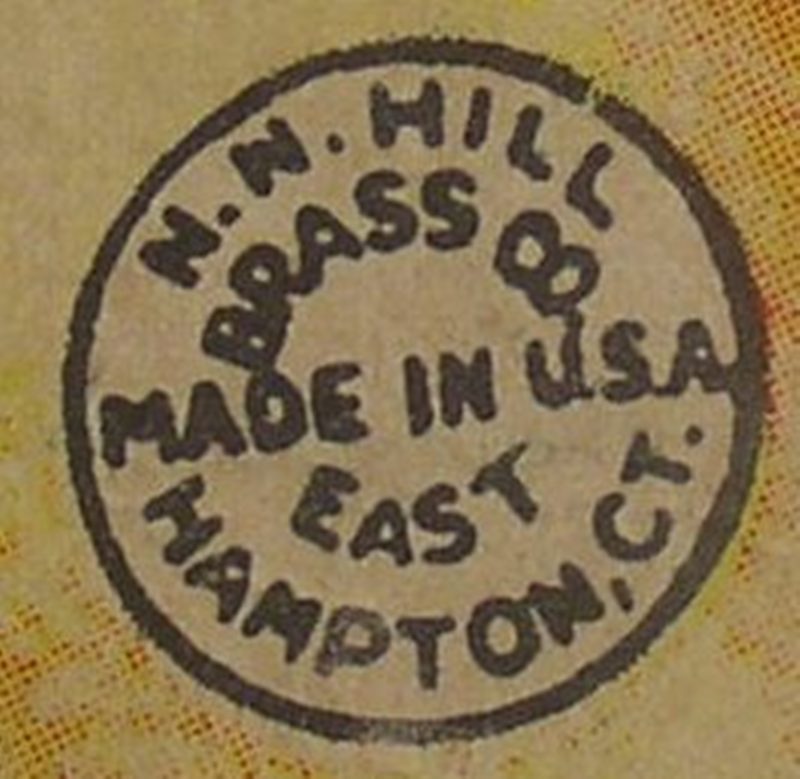 N.N. HILL
BRASS CO
MADE IN USA
EAST
HAMPTON, CT.